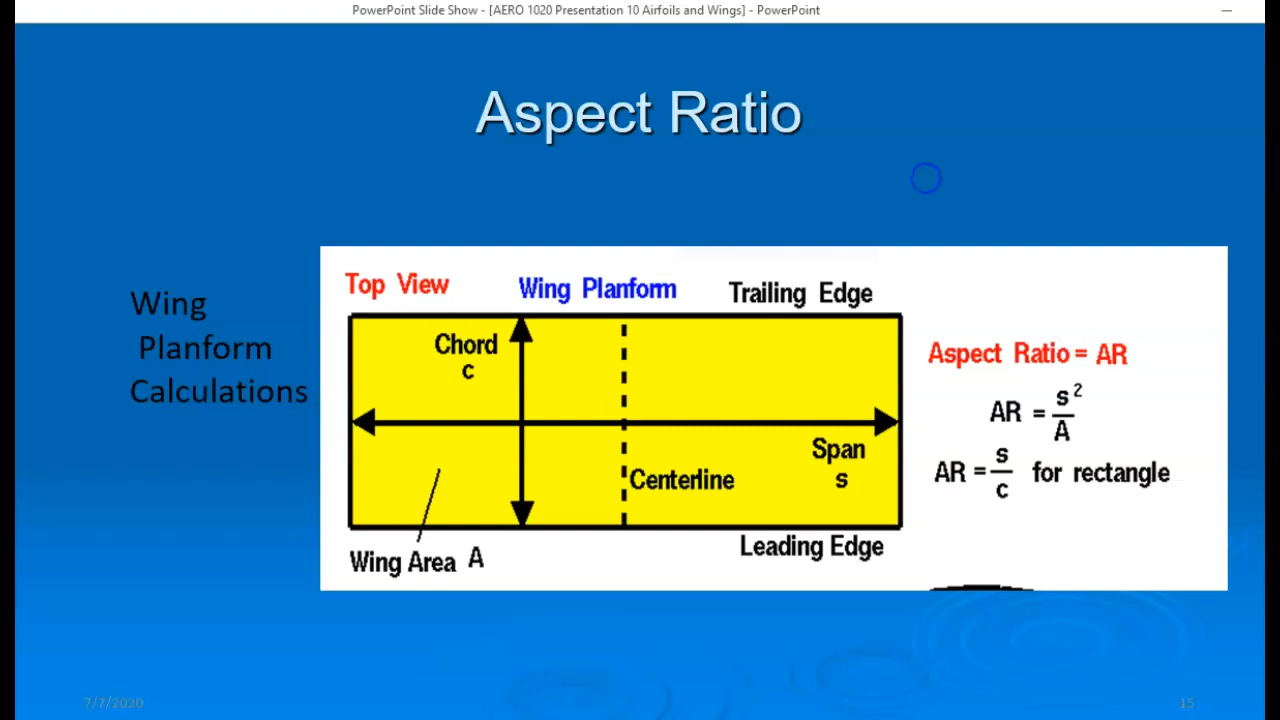 PowerPoint Slide Show - [AERO 1020 Presentation 10 Airfoils and Wings] - PowerPoint
Aspect Ratio
Wing
Planform
Calculations
Top View
Wing Planform
Trailing Edge
Chord
c
Span
s
Centerline
Wing Area A
Leading Edge
Aspect Ratio = AR
AR = s²/A
AR = s/c for rectangle
7/7/2020
15